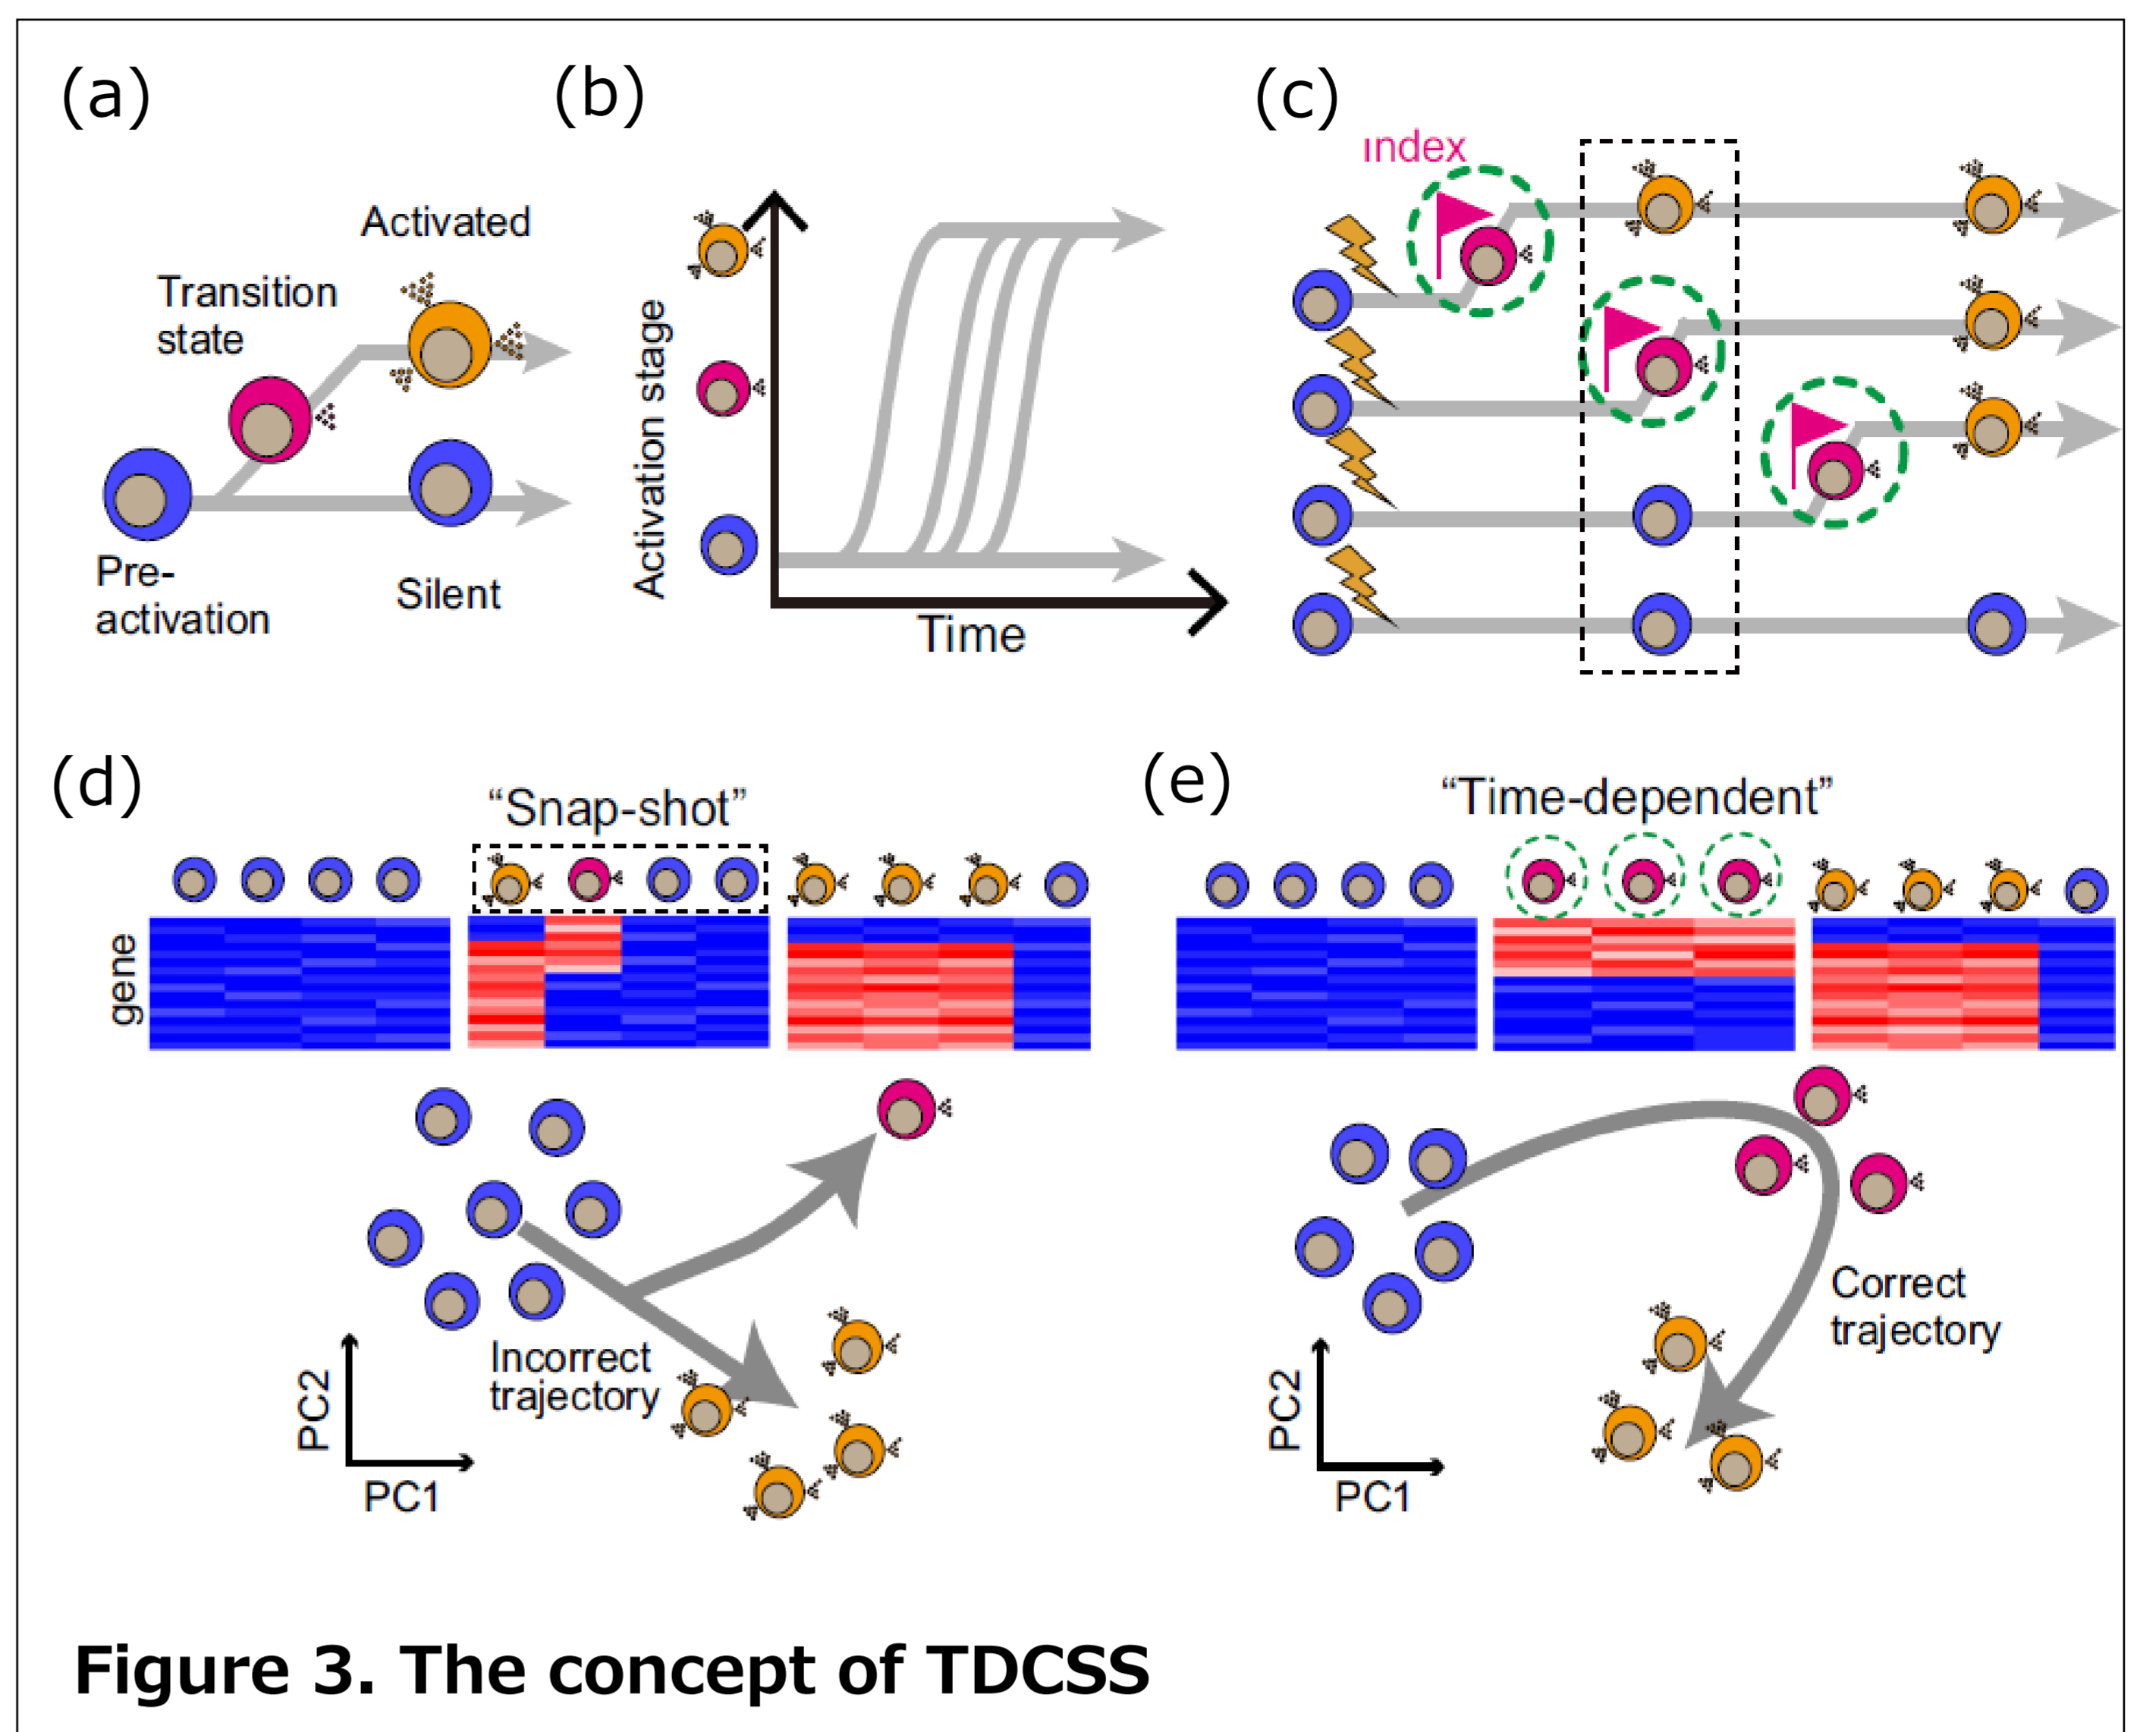 (a)
Activated
Transition
state
Pre-
activation
Silent
(b)
Activation stage
Time
(c)
index
(d)
“Snap-shot”
gene
Incorrect
trajectory
PC2
PC1
(e)
“Time-dependent”
Correct
trajectory
PC2
PC1
Figure 3. The concept of TDCSS